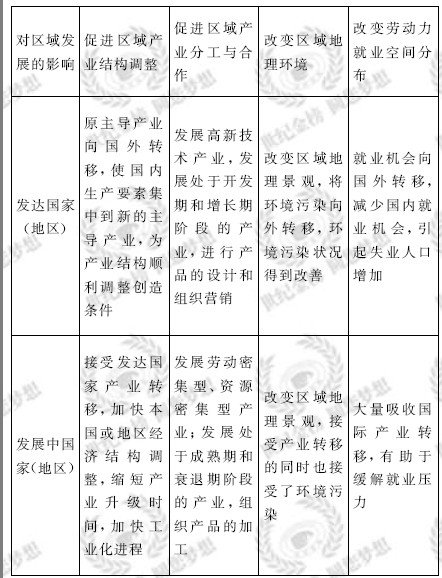 对区域发
展的影响
促进区域产
业结构调整
促进区域产
业分工与合
作
改变区域地
理环境
改变劳动力
就业空间分
布
发达国家
（地区）
原主导产业
向国外转
移，使国内
生产要素集
中到新的主
导产业，为
产业结构顺
利调整创造
条件
发展高新技
术产业，发
展处于开发
期和增长期
阶段的产
业，进行产
品的设计和
组织营销
改变区域地
理景观，将
环境污染向
外转移，环
境污染状况
得到改善
就业机会向
国外转移，
减少国内就
业机会，引
起失业人口
增加
发展中国
家（地区）
接受发达国
家产业转
移，加快本
国或地区经
济结构调
整，缩短产
业升级时
间，加快工
业化进程
发展劳动密
集型、资源
密集型产
业；发展处
于成熟期和
衰退期阶段
的产业，组
织产品的加
工
改变区域地
理景观，接
受产业转移
的同时也接
受了环境污
染
大量吸收国
际产业转
移，有助于
缓解就业压
力